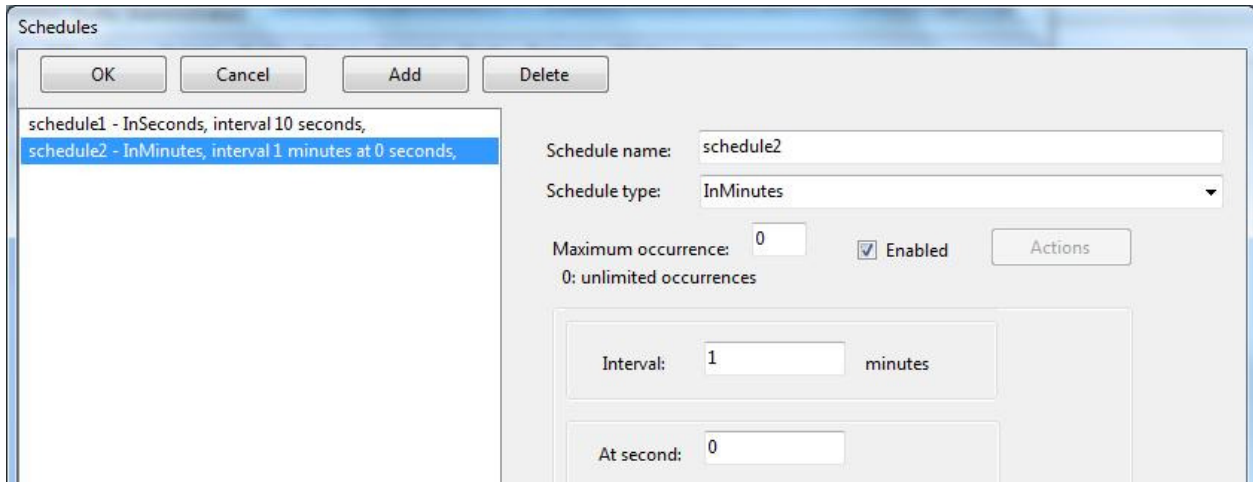 Schedules
OK Cancel Add Delete
schedule1 - InSeconds, interval 10 seconds,
schedule2 - InMinutes, interval 1 minutes at 0 seconds,
Schedule name: schedule2
Schedule type: InMinutes
Maximum occurrence: 0 Enabled Actions
0: unlimited occurrences
Interval: 1 minutes
At second: 0